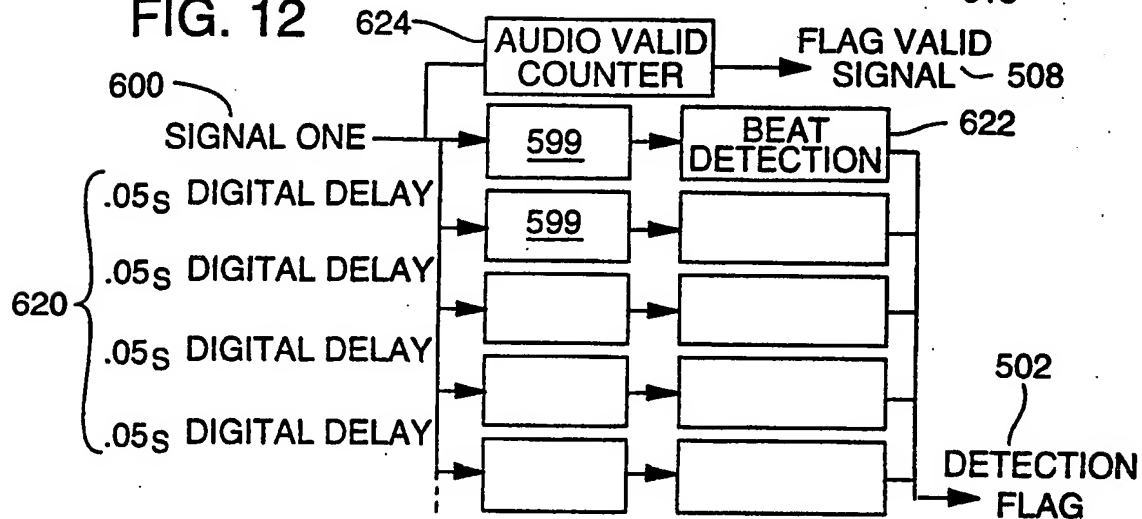 FIG. 12
624
AUDIO VALID
COUNTER
FLAG VALID
SIGNAL 508
600
SIGNAL ONE
599
BEAT
DETECTION
622
.05s DIGITAL DELAY
599
.05s DIGITAL DELAY
620
.05s DIGITAL DELAY
.05s DIGITAL DELAY
502
DETECTION
FLAG